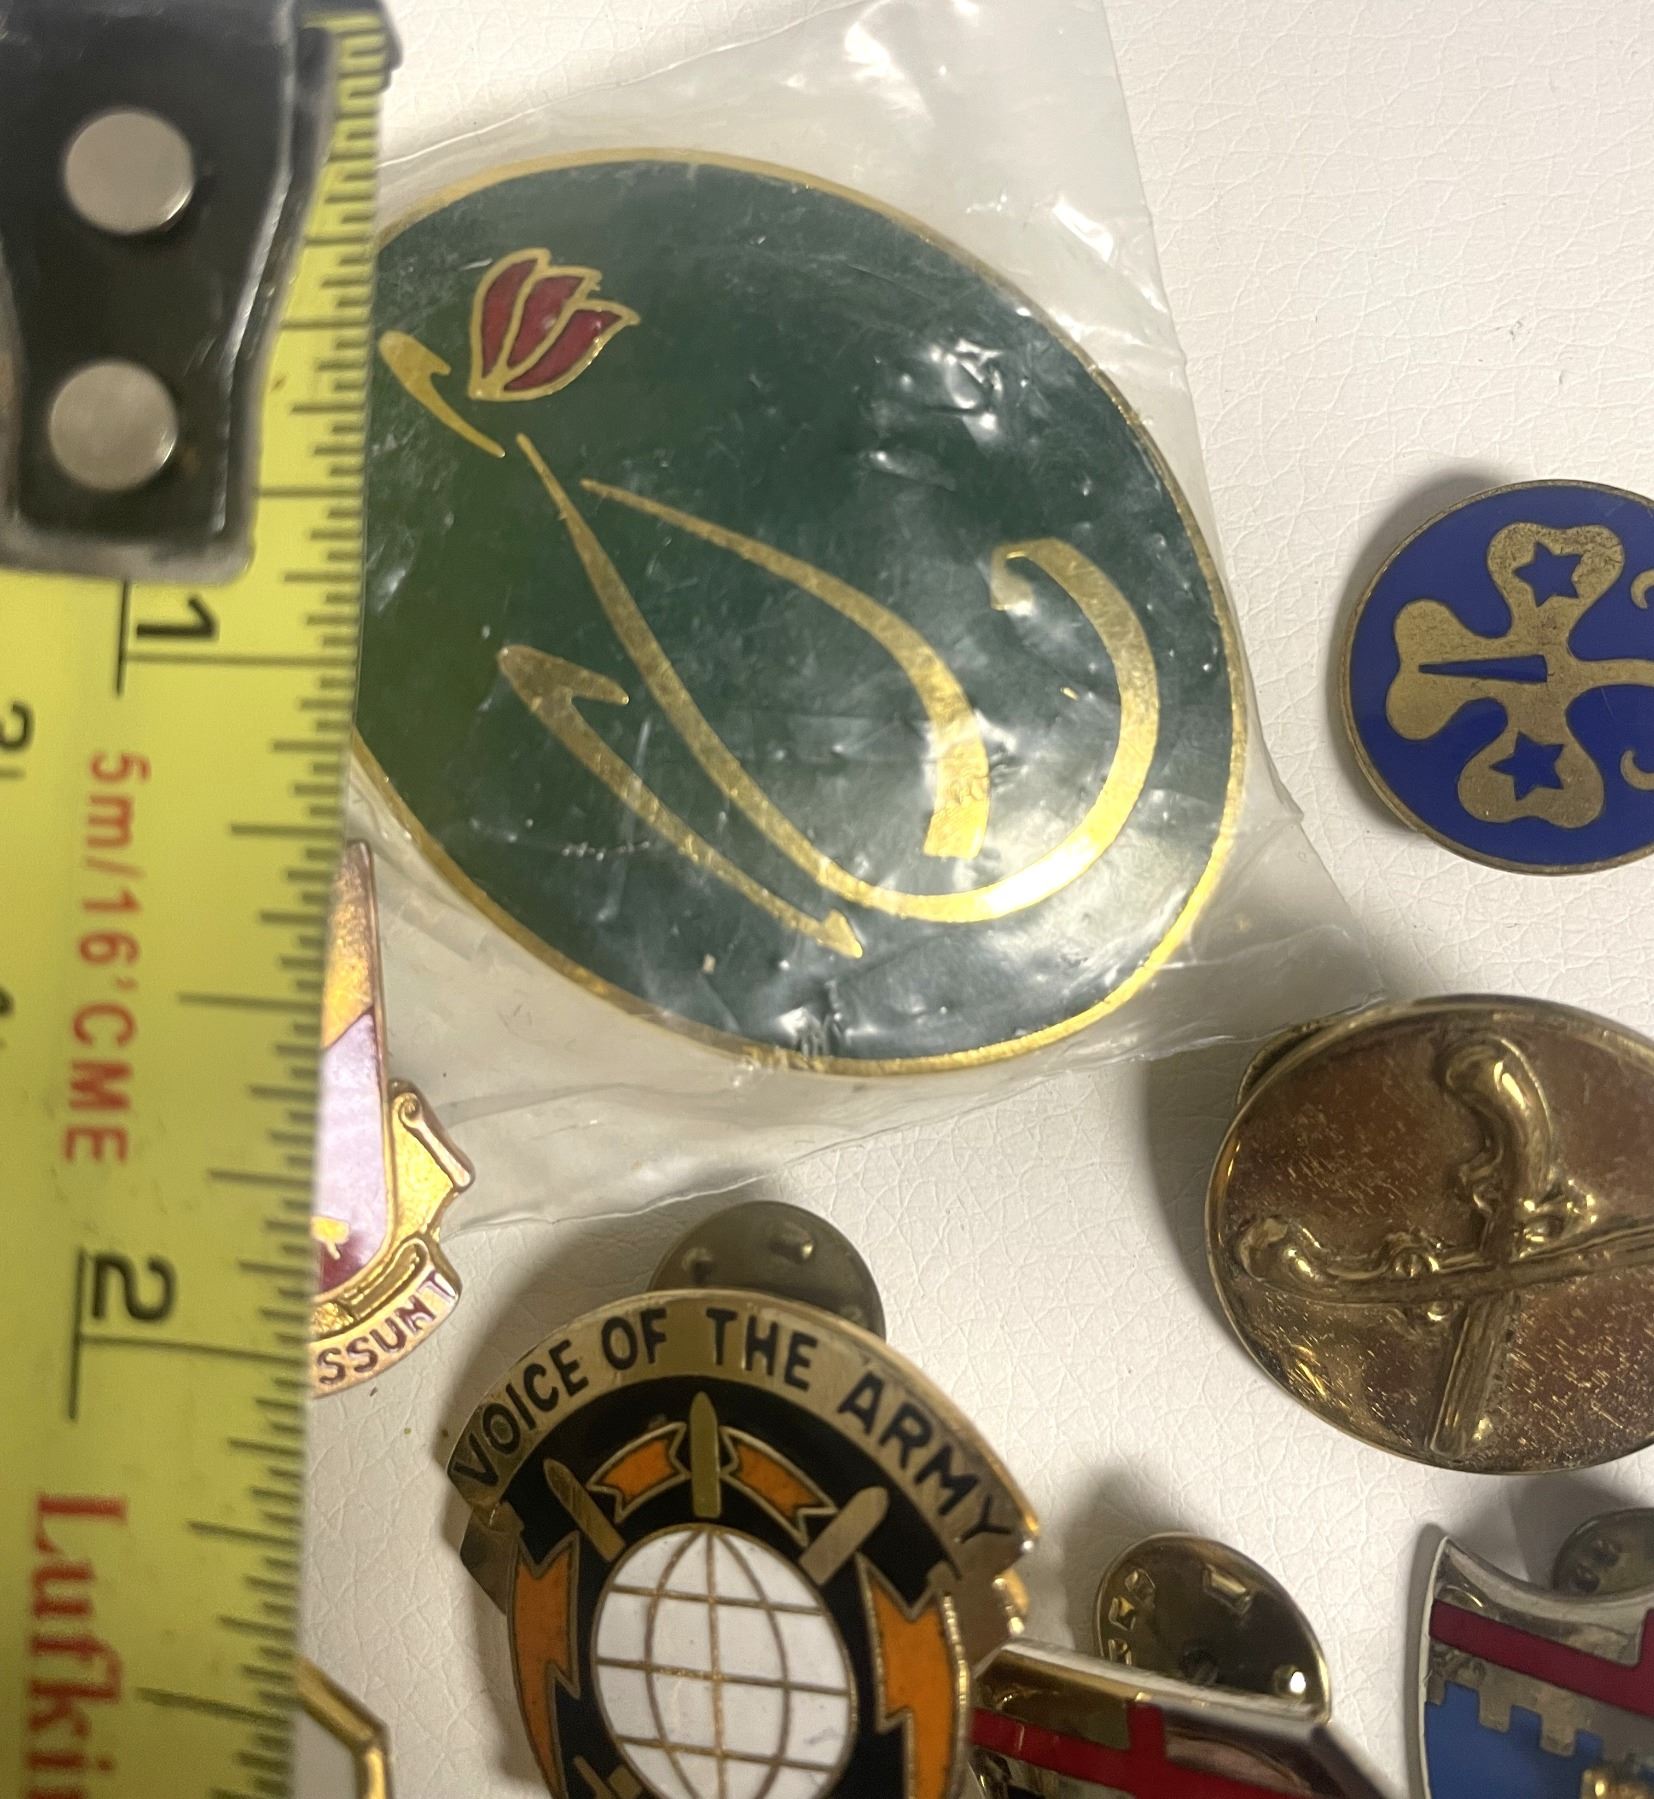 1
5m/16'CME
2
Lufkin
SSUNT
VOICE OF THE ARMY